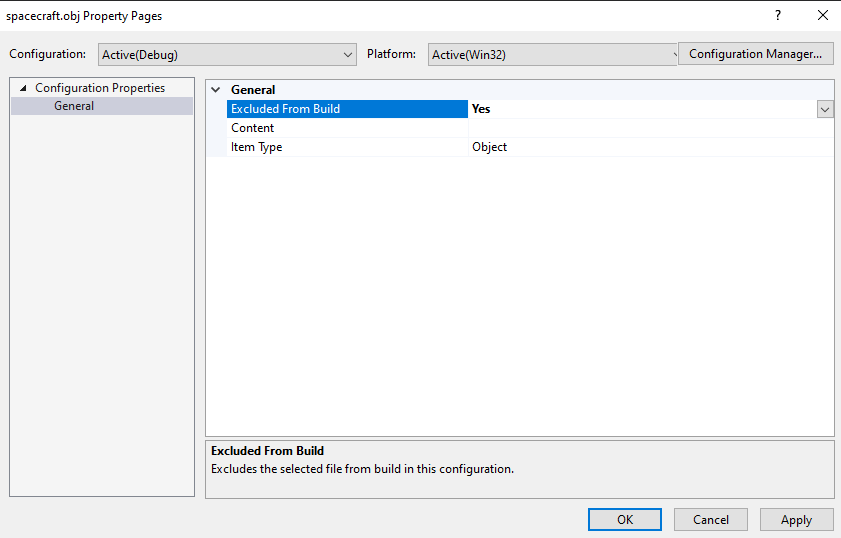 spacecraft.obj Property Pages
?
Configuration: Active(Debug) Platform: Active(Win32) Configuration Manager...
Configuration Properties
General
General
Excluded From Build Yes
Content
Item Type Object
Excluded From Build
Excludes the selected file from build in this configuration.
OK Cancel Apply